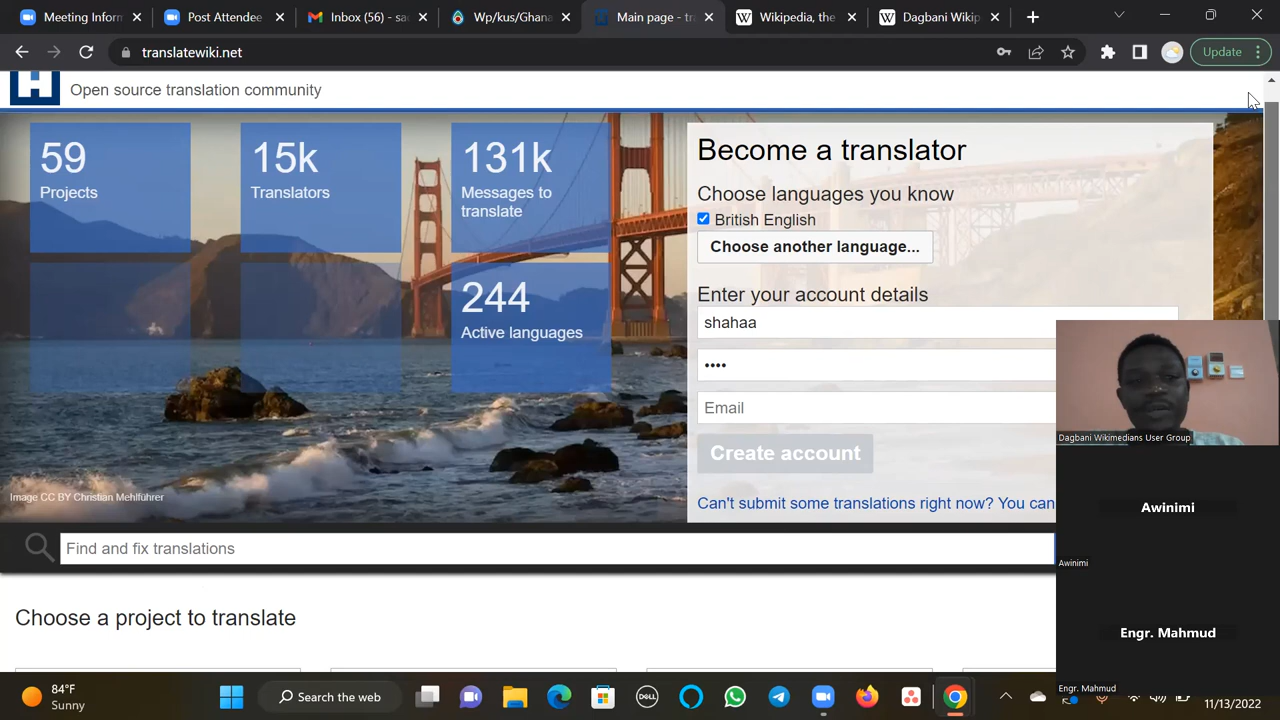 Meeting Inform
Post Attendee
Inbox (56) - sa
Wp/kus/Ghana
Main page - tr
Wikipedia, the
Dagbani Wikip
translatewiki.net
Update
Open source translation community
59
Projects
15k
Translators
131k
Messages to
translate
244
Active languages
Image CC BY Christian Mehlführer
Become a translator
Choose languages you know
British English
Choose another language...
Enter your account details
shahaa
••••
Email
Create account
Can't submit some translations right now? You can
Find and fix translations
Choose a project to translate
Dagbani Wikimedians User Group
Awinimi
Awinimi
Engr. Mahmud
Engr. Mahmud
84°F
Sunny
Search the web
DELL
11/13/2022